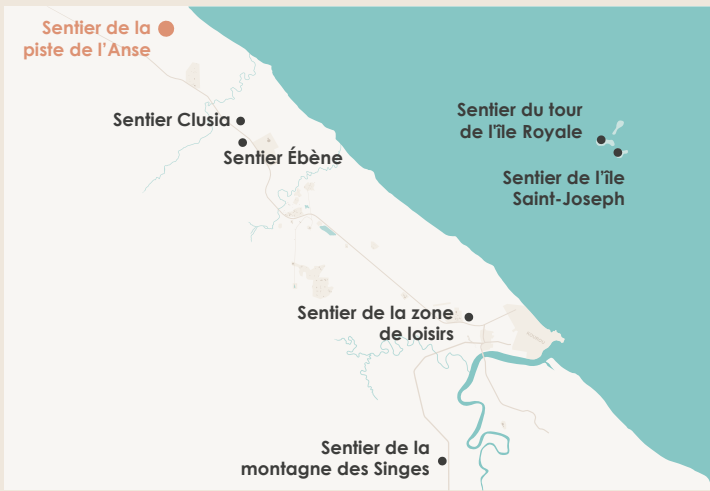 Sentier de la
piste de l'Anse
Sentier Clusia
Sentier Ébène
Sentier du tour
de l'île Royale
Sentier de l'île
Saint-Joseph
Sentier de la zone
de loisirs
Sentier de la
montagne des Singes